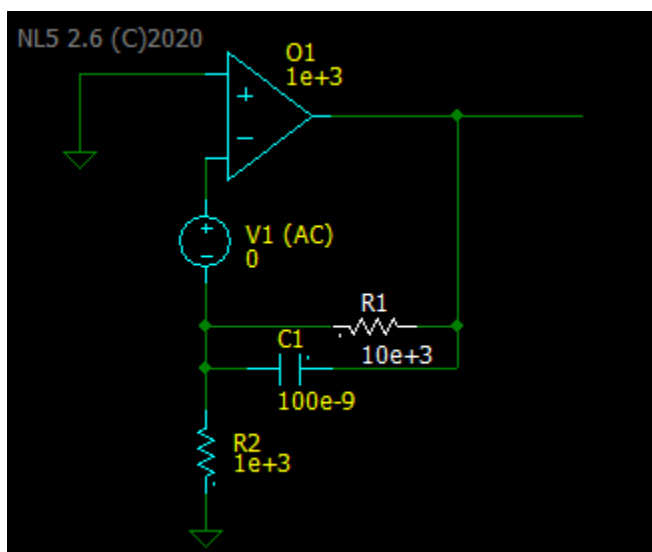 NL5 2.6 (C)2020
O1
1e+3
+
−
V1 (AC)
+
0
−
R1
10e+3
C1
100e-9
R2
1e+3